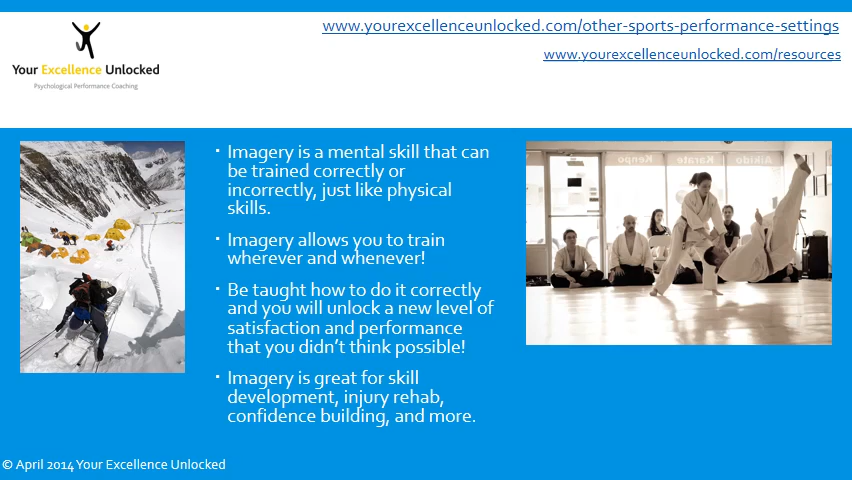 www.yourexcellenceunlocked.com/other-sports-performance-settings
www.yourexcellenceunlocked.com/resources
Your Excellence Unlocked
Psychological Performance Coaching
▪ Imagery is a mental skill that can
be trained correctly or
incorrectly, just like physical
skills.
▪ Imagery allows you to train
wherever and whenever!
▪ Be taught how to do it correctly
and you will unlock a new level of
satisfaction and performance
that you didn't think possible!
▪ Imagery is great for skill
development, injury rehab,
confidence building, and more.
Kenpo Karate Aikido
© April 2014 Your Excellence Unlocked